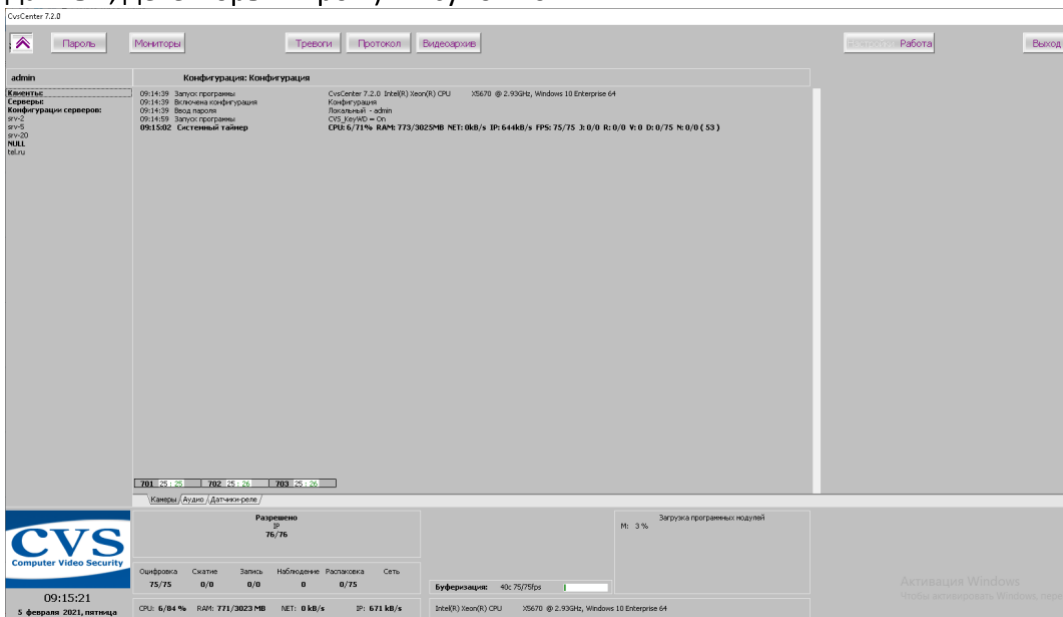 CvsCenter 7.2.0
Пароль Мониторы Тревоги Протокол Видеоархив Работа Выход
admin Конфигурация: Конфигурация
Клиенты:
Серверы:
Конфигурации серверов:
srv-2
srv-5
srv-20
NULL
tel.ru
09:14:39 Запуск программы CvsCenter 7.2.0 Intel(R) Xeon(R) CPU X5670 @ 2.93GHz, Windows 10 Enterprise 64
09:14:39 Включена конфигурация Конфигурация
09:14:39 Ввод пароля Локальный - admin
09:14:59 Запуск программы CVS_KeyWD = On
09:15:02 Системный таймер CPU: 6/71% RAM: 773/3025MB NET: 0kB/s IP: 644kB/s FPS: 75/75 J: 0/0 R: 0/0 V: 0 D: 0/75 N: 0/0 ( 53 )
701 25 : 25 702 25 : 26 703 25 : 26
Камеры Аудио Датчики-реле
Разрешено
IP
76/76
Загрузка программных модулей
M: 3 %
CVS
Computer Video Security
Оцифровка Сжатие Запись Наблюдение Распаковка Сеть
75/75 0/0 0/0 0 0/75
Буферизация: 40с 75/75fps
Активация Windows
Чтобы активировать Windows, пере
09:15:21
5 февраля 2021, пятница
CPU: 6/84 % RAM: 771/3023 MB NET: 0 kB/s IP: 671 kB/s
Intel(R) Xeon(R) CPU X5670 @ 2.93GHz, Windows 10 Enterprise 64